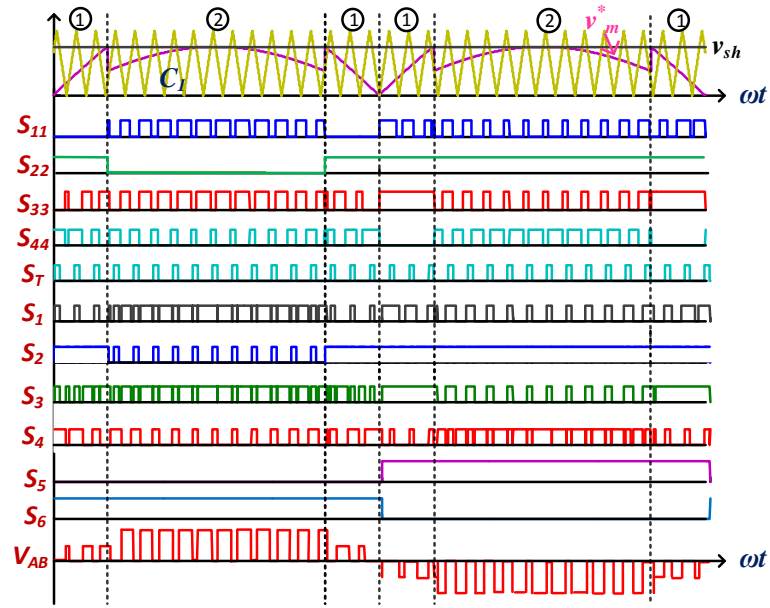 ① ② ① ① ② ①
v*m
vsh
CI
ωt
S11
S22
S33
S44
ST
S1
S2
S3
S4
S5
S6
VAB
ωt